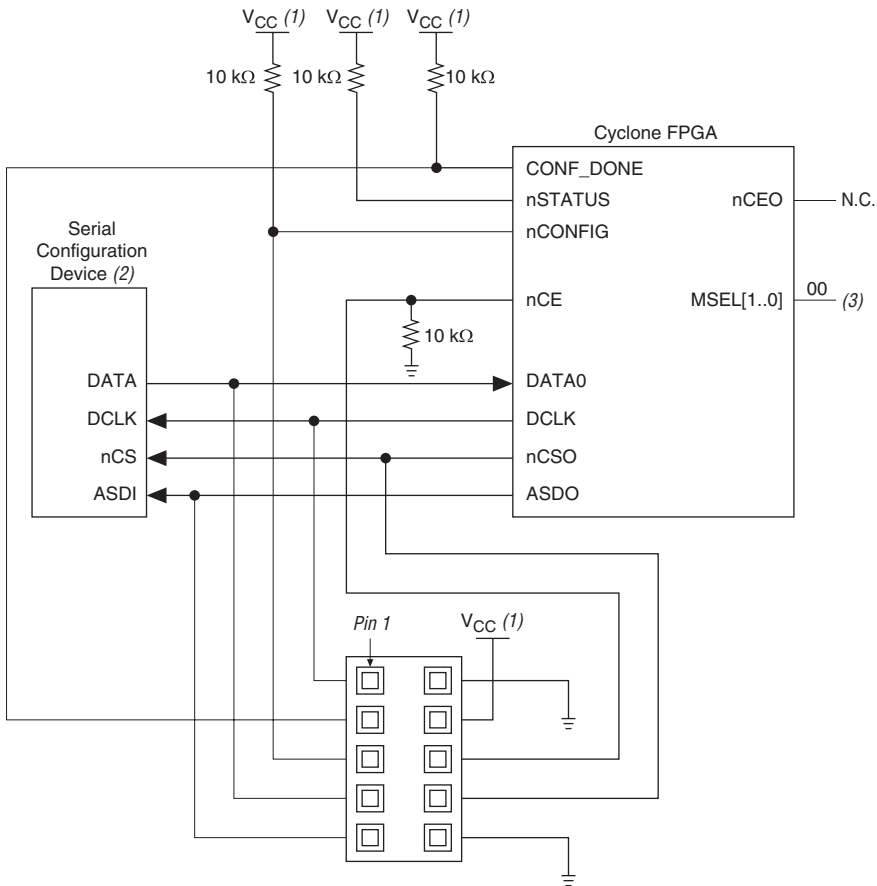 VCC (1) VCC (1) VCC (1)
10 kΩ 10 kΩ 10 kΩ
Cyclone FPGA
CONF_DONE
nSTATUS nCEO N.C.
nCONFIG
Serial
Configuration
Device (2)
nCE MSEL[1..0] 00 (3)
10 kΩ
DATA DATA0
DCLK DCLK
nCS nCSO
ASDI ASDO
Pin 1 VCC (1)